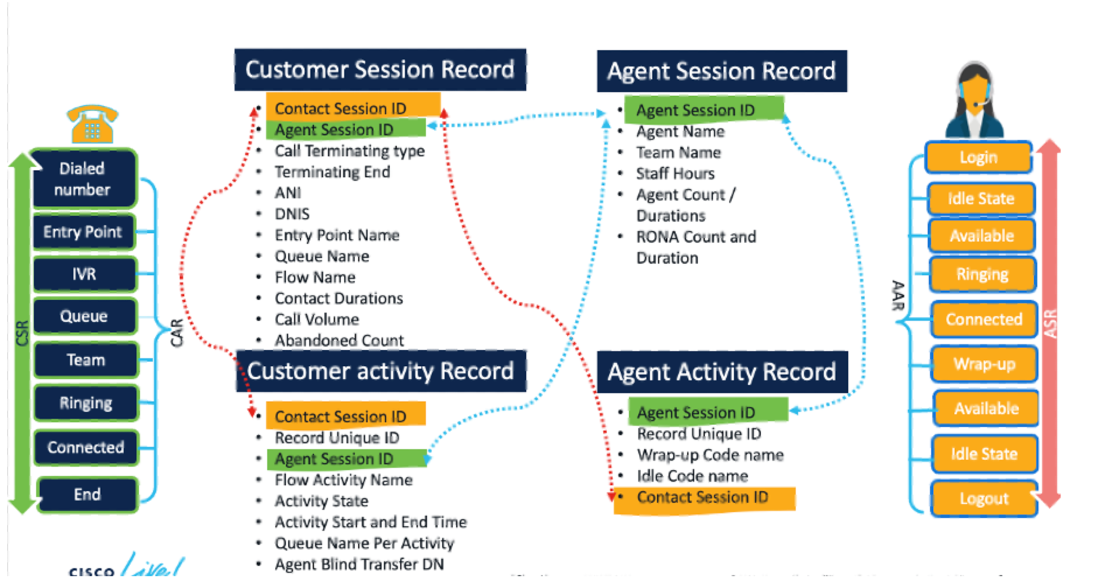 Customer Session Record
• Contact Session ID
• Agent Session ID
• Call Terminating type
• Terminating End
• ANI
• DNIS
• Entry Point Name
• Queue Name
• Flow Name
• Contact Durations
• Call Volume
• Abandoned Count
Agent Session Record
• Agent Session ID
• Agent Name
• Team Name
• Staff Hours
• Agent Count /
Durations
• RONA Count and
Duration
CSR
Dialed
number
Entry Point
IVR
Queue
Team
Ringing
Connected
End
CAR
Customer activity Record
• Contact Session ID
• Record Unique ID
• Agent Session ID
• Flow Activity Name
• Activity State
• Activity Start and End Time
• Queue Name Per Activity
• Agent Blind Transfer DN
Agent Activity Record
• Agent Session ID
• Record Unique ID
• Wrap-up Code name
• Idle Code name
• Contact Session ID
AAR
Login
Idle State
Available
Ringing
Connected
Wrap-up
Available
Idle State
Logout
ASR
CISCO Live!